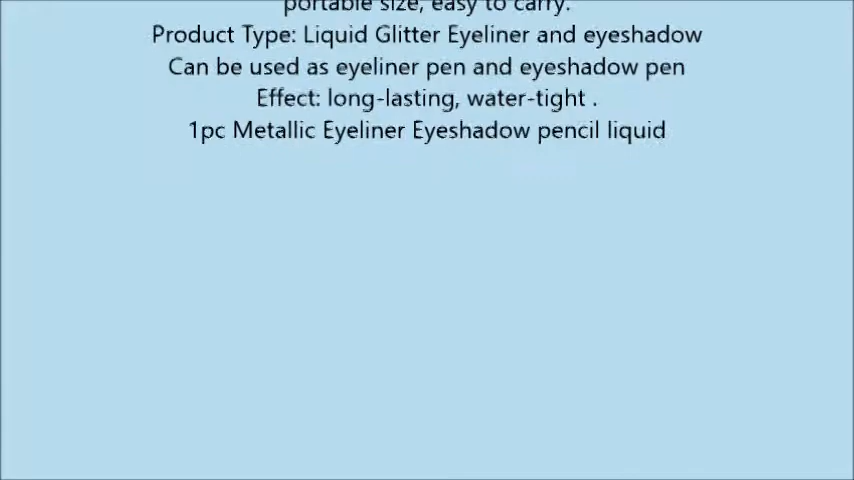 portable size, easy to carry.
Product Type: Liquid Glitter Eyeliner and eyeshadow
Can be used as eyeliner pen and eyeshadow pen
Effect: long-lasting, water-tight .
1pc Metallic Eyeliner Eyeshadow pencil liquid